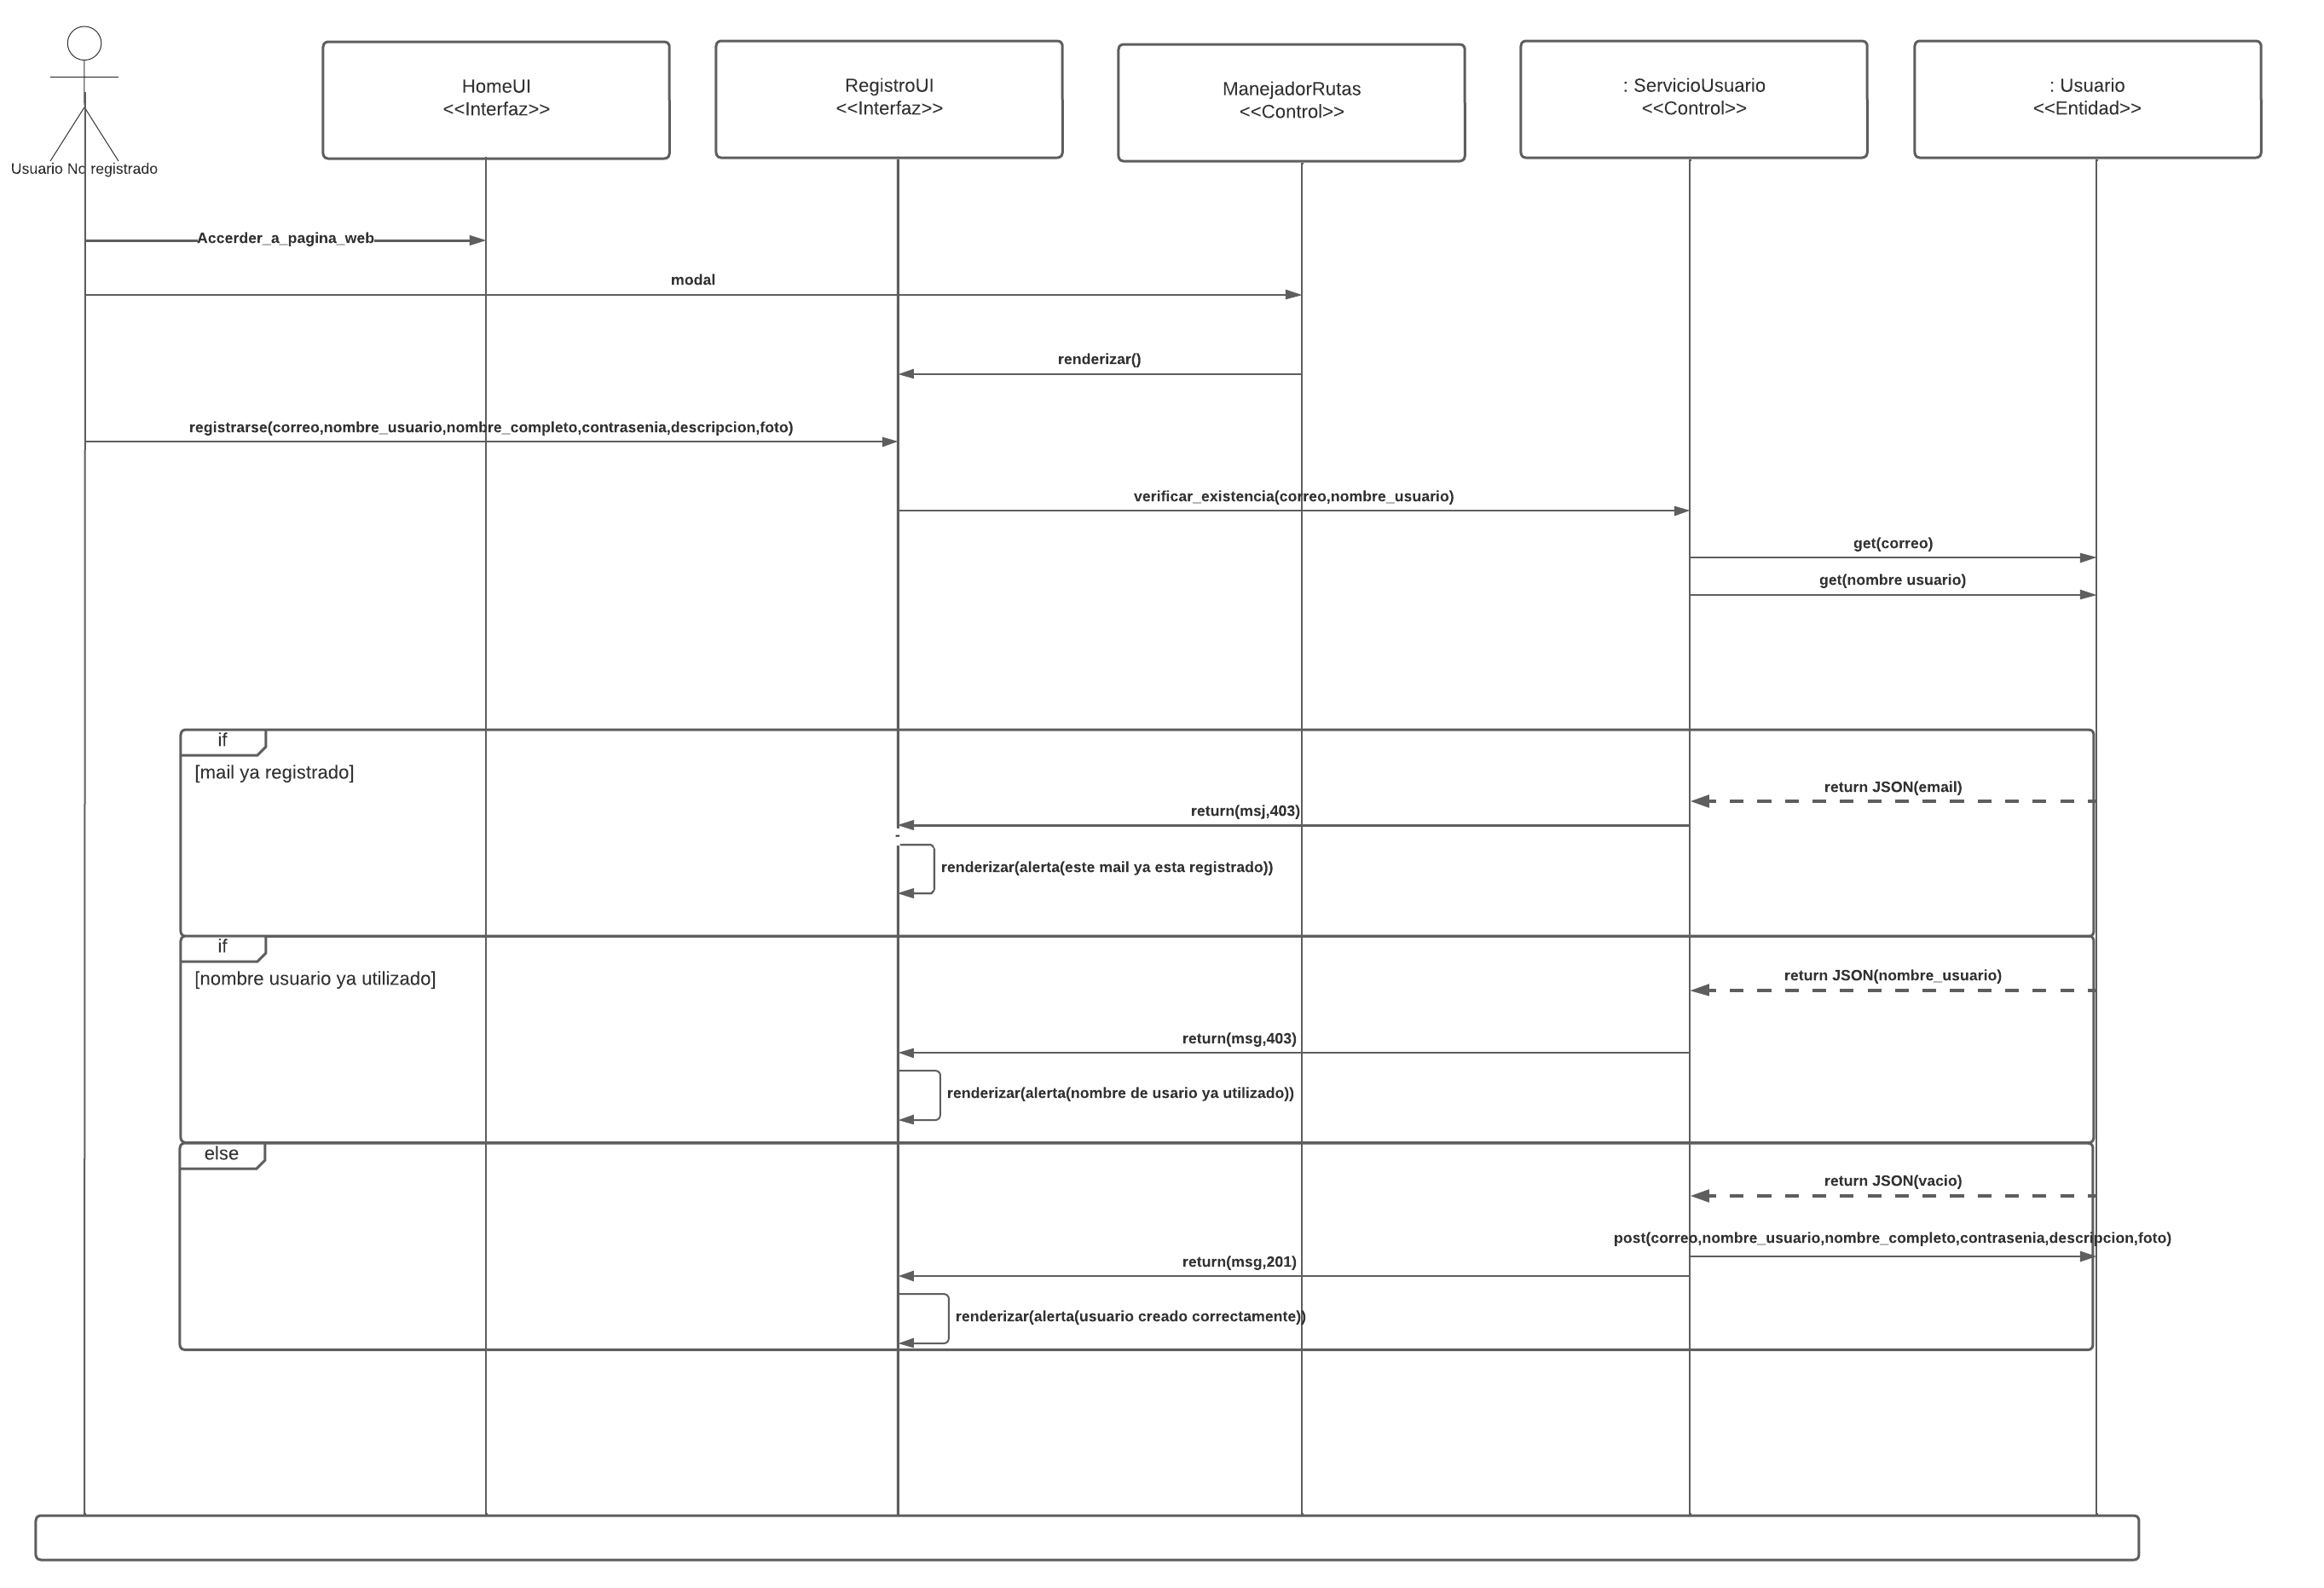 HomeUI
<<Interfaz>>
RegistroUI
<<Interfaz>>
ManejadorRutas
<<Control>>
: ServicioUsuario
<<Control>>
: Usuario
<<Entidad>>
Usuario No registrado
Accerder_a_pagina_web
modal
renderizar()
registrarse(correo,nombre_usuario,nombre_completo,contrasenia,descripcion,foto)
verificar_existencia(correo,nombre_usuario)
get(correo)
get(nombre usuario)
if
[mail ya registrado]
return JSON(email)
return(msj,403)
renderizar(alerta(este mail ya esta registrado))
if
[nombre usuario ya utilizado]
return JSON(nombre_usuario)
return(msg,403)
renderizar(alerta(nombre de usario ya utilizado))
else
return JSON(vacio)
post(correo,nombre_usuario,nombre_completo,contrasenia,descripcion,foto)
return(msg,201)
renderizar(alerta(usuario creado correctamente))